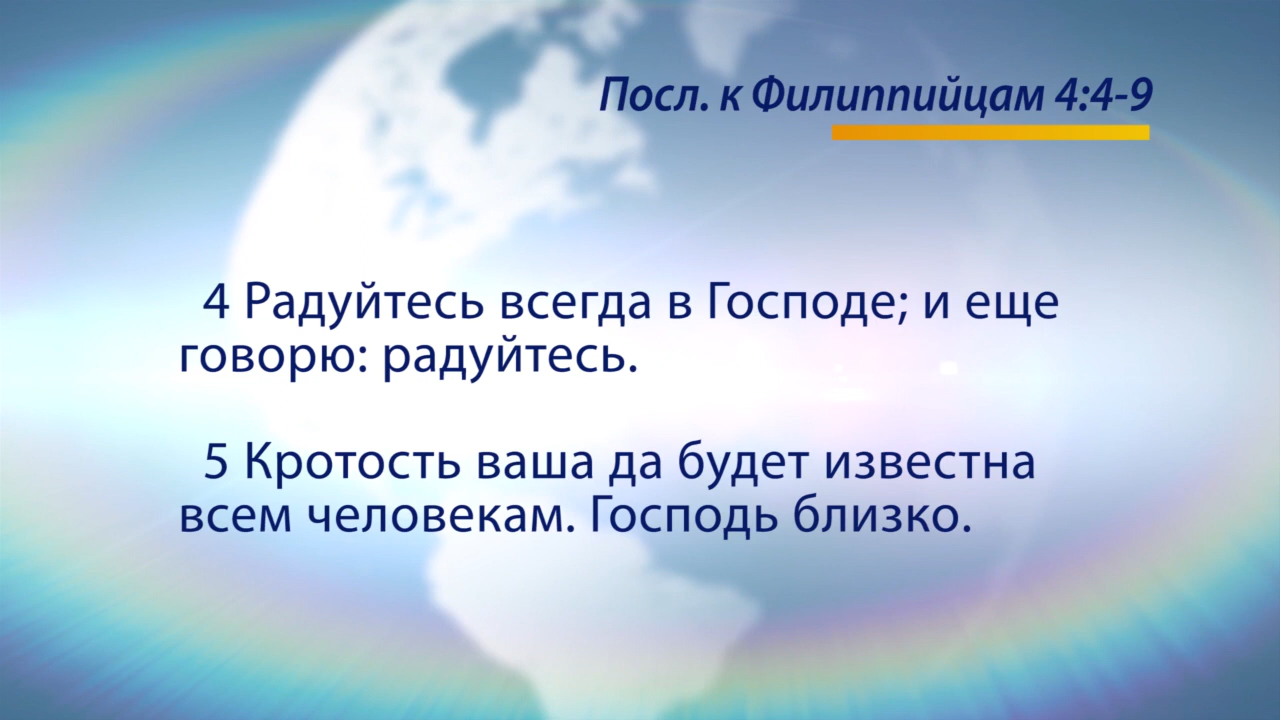 Посл. к Филиппийцам 4:4-9
4 Радуйтесь всегда в Господе; и еще
говорю: радуйтесь.
5 Кротость ваша да будет известна
всем человекам. Господь близко.